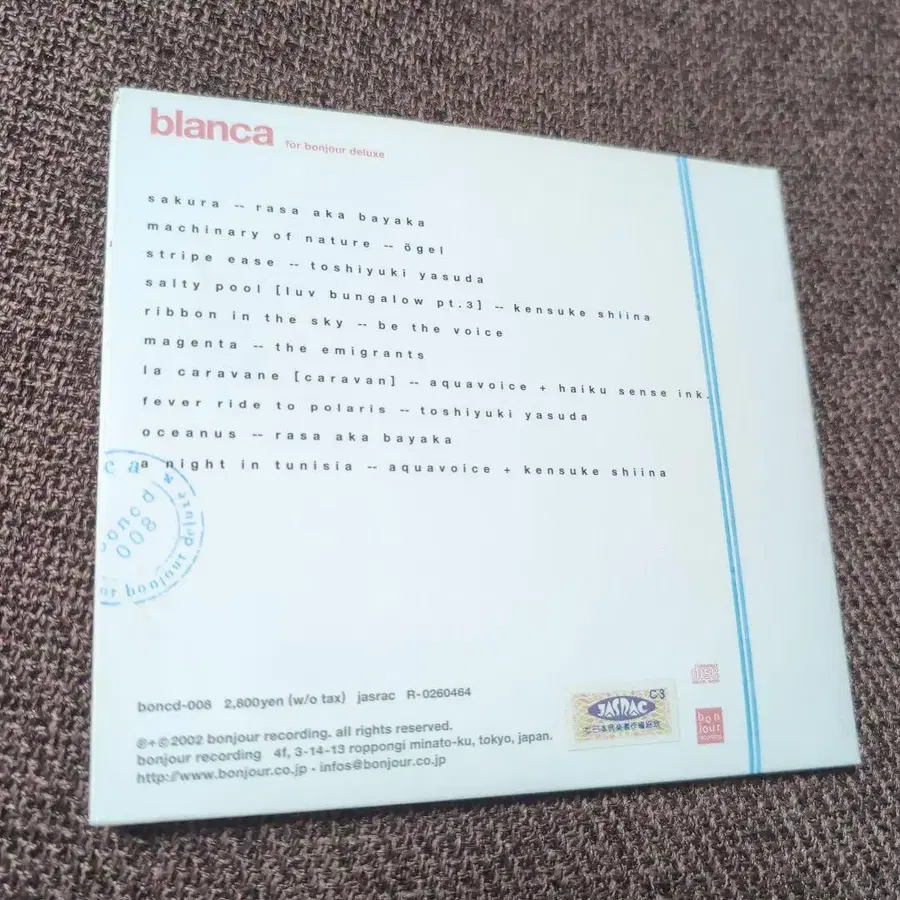 blanca for bonjour deluxe
sakura -- rasa aka bayaka
machinary of nature -- ögel
stripe ease -- toshiyuki yasuda
salty pool [luv bungalow pt.3] -- kensuke shiina
ribbon in the sky -- be the voice
magenta -- the emigrants
la caravane [caravan] -- aquavoice + haiku sense ink.
fever ride to polaris -- toshiyuki yasuda
oceanus -- rasa aka bayaka
a night in tunisia -- aquavoice + kensuke shiina
ca
boncd
008
for bonjour deluxe
boncd-008 2,800yen (w/o tax) jasrac R-0260464
℗+©2002 bonjour recording. all rights reserved.
bonjour recording 4f, 3-14-13 roppongi minato-ku, tokyo, japan.
http://www.bonjour.co.jp • infos@bonjour.co.jp
C3
JASRAC
bon
jour